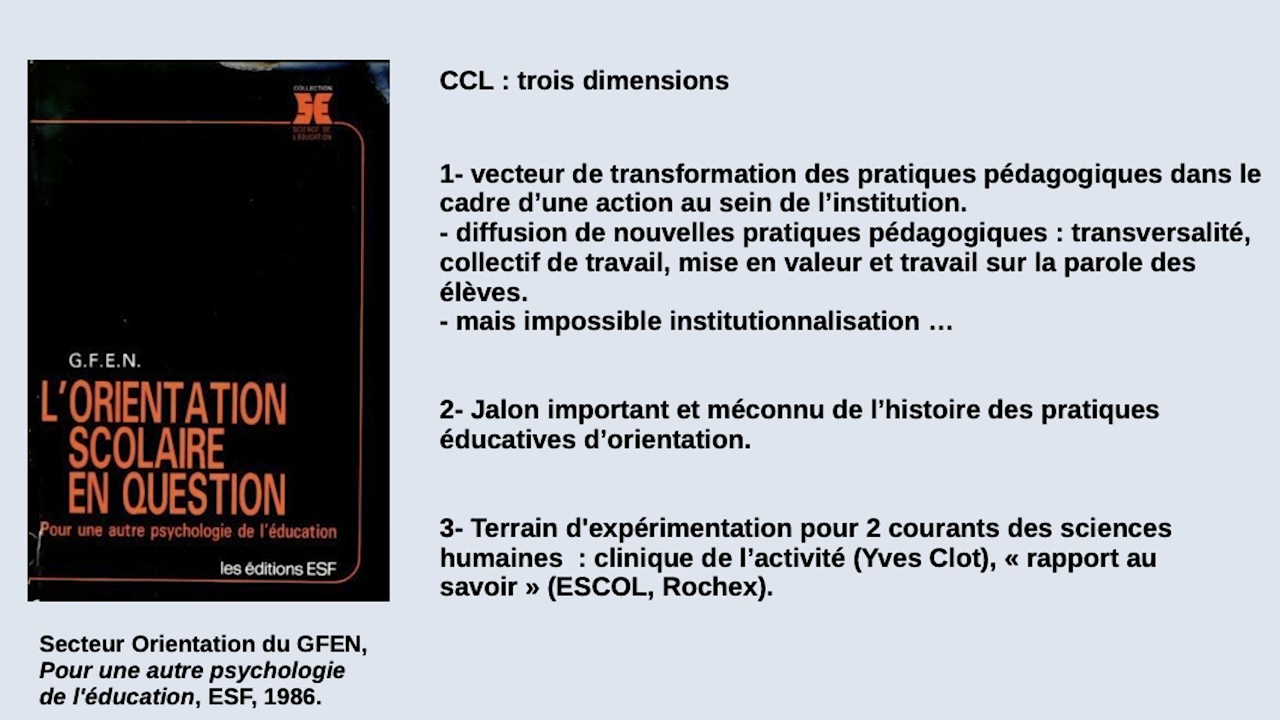 COLLECTION
SE
SCIENCE DE
L'EDUCATION
G.F.E.N.
L'ORIENTATION
SCOLAIRE
EN QUESTION
Pour une autre psychologie de l'éducation
les éditions ESF
Secteur Orientation du GFEN,
Pour une autre psychologie
de l'éducation, ESF, 1986.
CCL : trois dimensions
1- vecteur de transformation des pratiques pédagogiques dans le
cadre d’une action au sein de l’institution.
- diffusion de nouvelles pratiques pédagogiques : transversalité,
collectif de travail, mise en valeur et travail sur la parole des
élèves.
- mais impossible institutionnalisation …
2- Jalon important et méconnu de l’histoire des pratiques
éducatives d’orientation.
3- Terrain d'expérimentation pour 2 courants des sciences
humaines  : clinique de l’activité (Yves Clot), « rapport au
savoir » (ESCOL, Rochex).